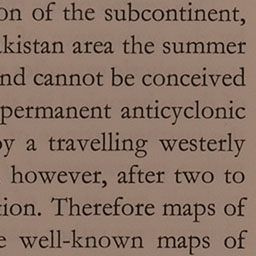 on of the subcontinent,
akistan area the summer
nd cannot be conceived
permanent anticyclonic
y a travelling westerly
however, after two to
tion. Therefore maps of
e well-known maps of